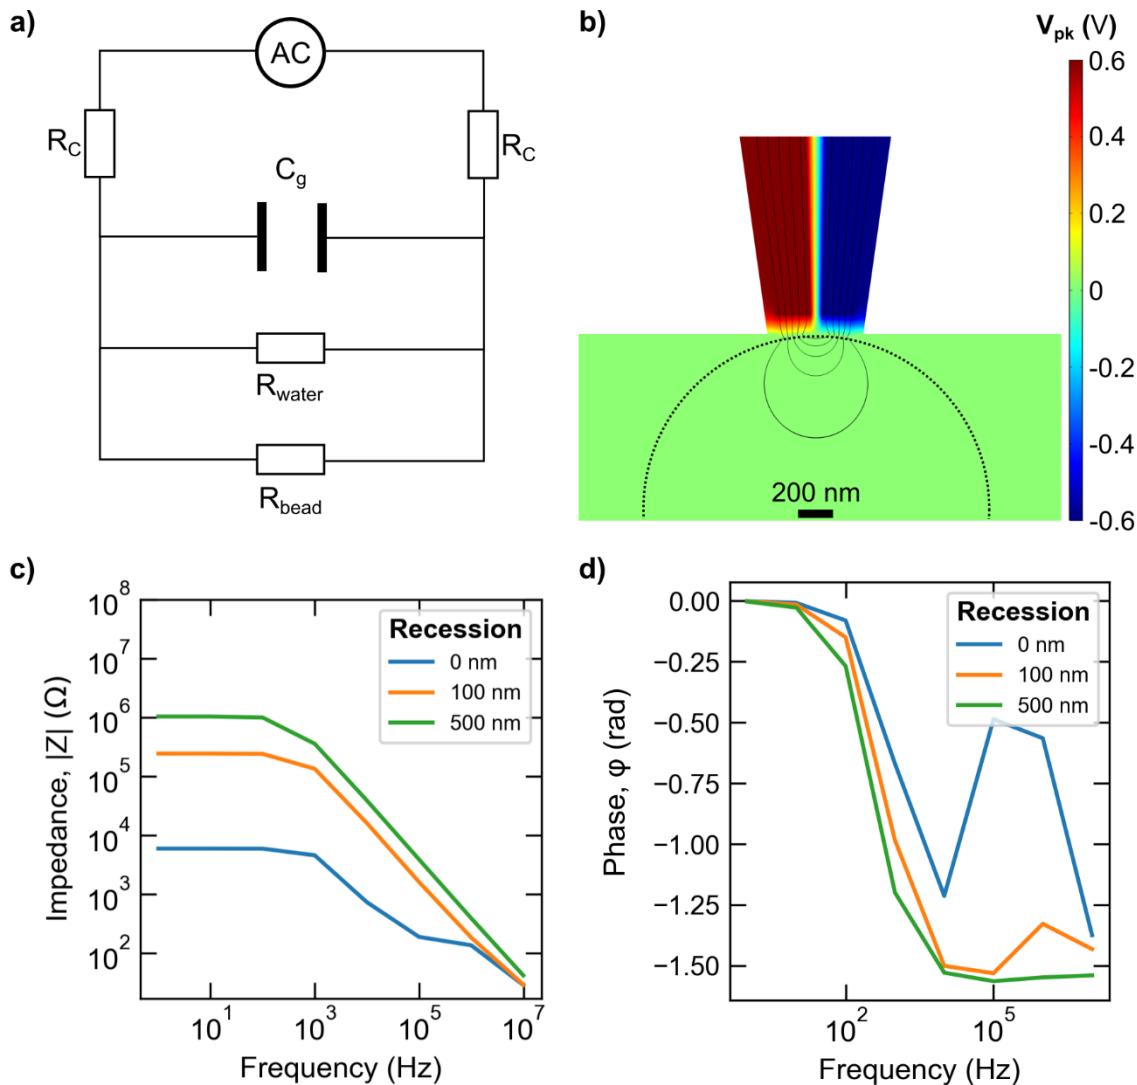 a)
AC
R_C
R_C
C_g
R_water
R_bead
b)
V_pk (V)
0.6
0.4
0.2
0
-0.2
-0.4
-0.6
200 nm
c)
Impedance, |Z| (Ω)
10^8
10^7
10^6
10^5
10^4
10^3
10^2
Recession
0 nm
100 nm
500 nm
10^1
10^3
10^5
10^7
Frequency (Hz)
d)
Phase, φ (rad)
0.00
−0.25
−0.50
−0.75
−1.00
−1.25
−1.50
Recession
0 nm
100 nm
500 nm
10^2
10^5
Frequency (Hz)